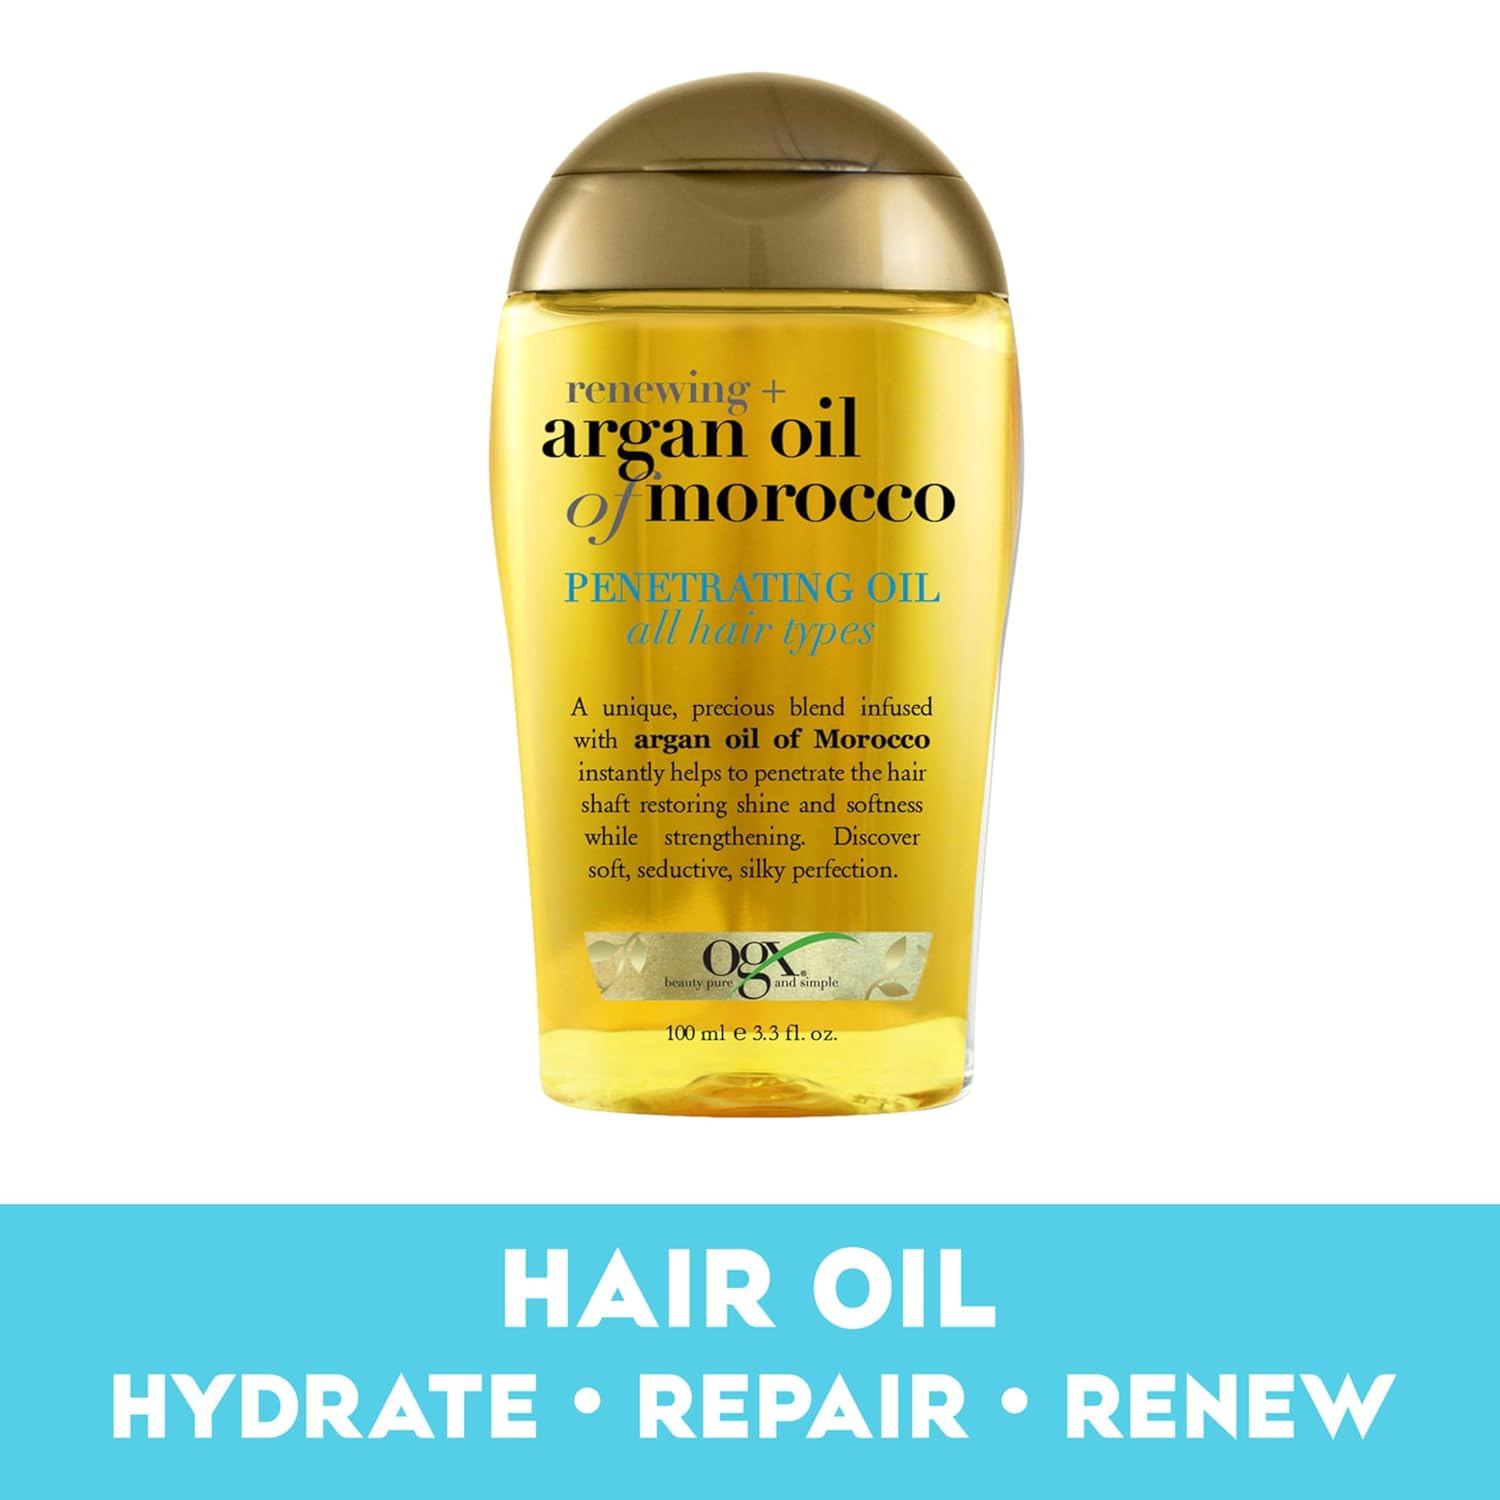 renewing +
argan oil
of morocco
PENETRATING OIL
all hair types
A unique, precious blend infused
with argan oil of Morocco
instantly helps to penetrate the hair
shaft restoring shine and softness
while strengthening. Discover
soft, seductive, silky perfection.
ogx®
beauty pure and simple
100 ml ℮ 3.3 fl. oz.
HAIR OIL
HYDRATE • REPAIR • RENEW